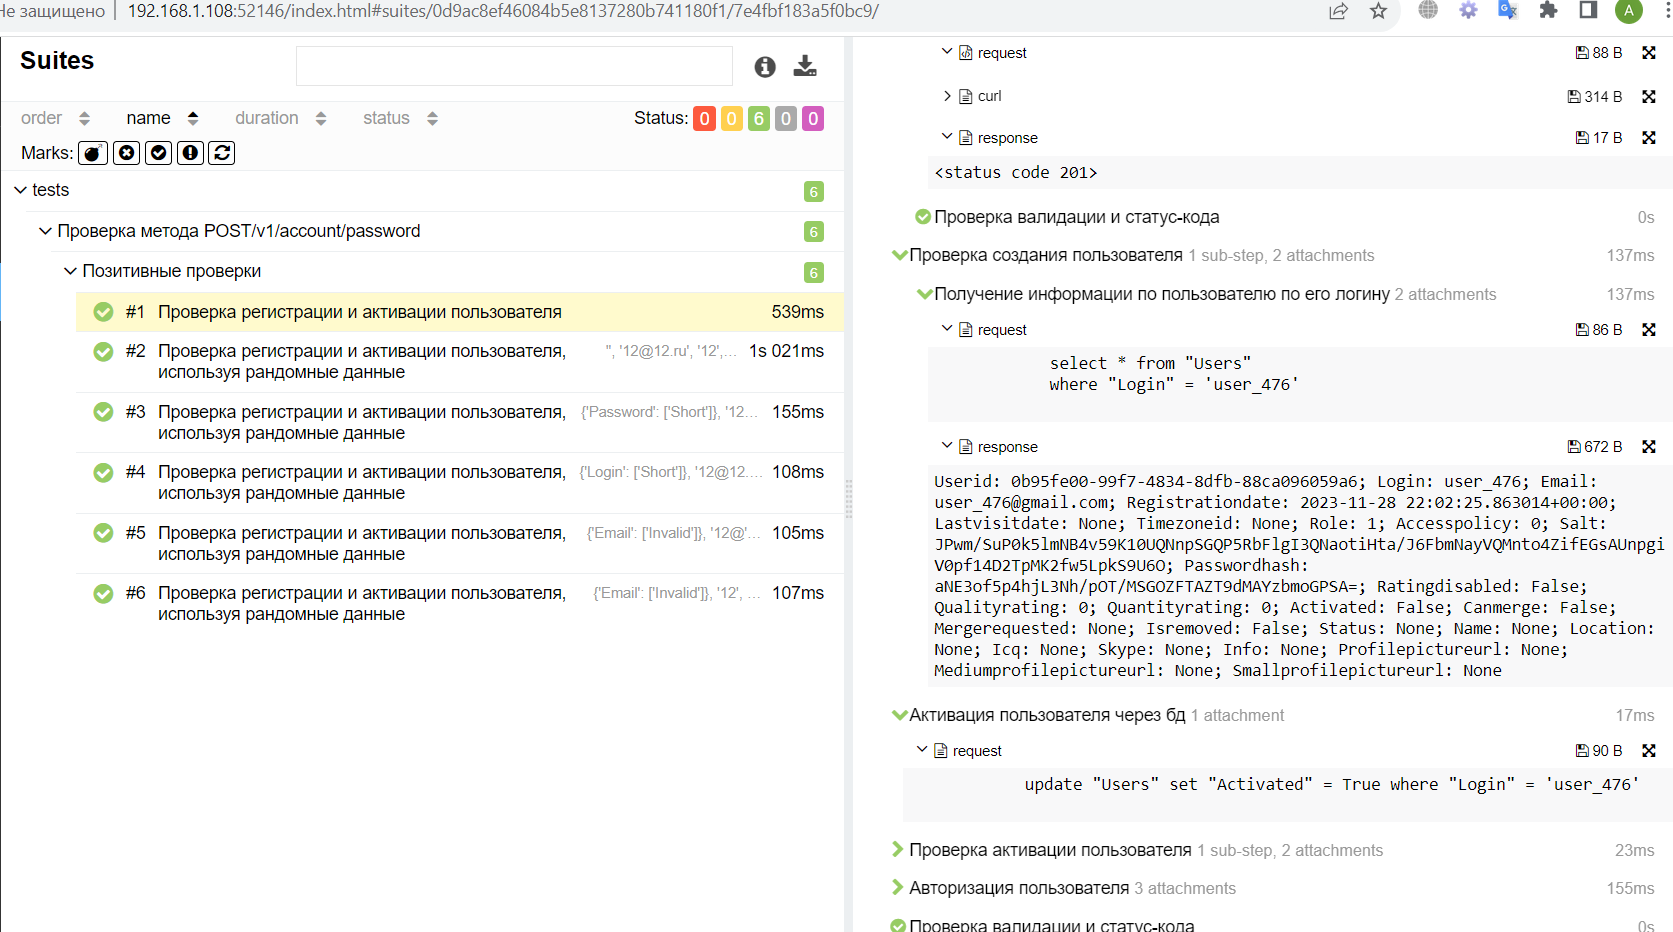 Не защищено
192.168.1.108:52146/index.html#suites/0d9ac8ef46084b5e8137280b741180f1/7e4fbf183a5f0bc9/
A
Suites
order
name
duration
status
Status: 0 0 6 0 0
Marks:
tests
6
Проверка метода POST/v1/account/password
6
Позитивные проверки
6
#1 Проверка регистрации и активации пользователя 539ms
#2 Проверка регистрации и активации пользователя, '', '12@12.ru', '12',… 1s 021ms
используя рандомные данные
#3 Проверка регистрации и активации пользователя, {'Password': ['Short']}, '12… 155ms
используя рандомные данные
#4 Проверка регистрации и активации пользователя, {'Login': ['Short']}, '12@12.… 108ms
используя рандомные данные
#5 Проверка регистрации и активации пользователя, {'Email': ['Invalid']}, '12@'… 105ms
используя рандомные данные
#6 Проверка регистрации и активации пользователя, {'Email': ['Invalid']}, '12', … 107ms
используя рандомные данные
request 88 B
curl 314 B
response 17 B
<status code 201>
Проверка валидации и статус-кода 0s
Проверка создания пользователя 1 sub-step, 2 attachments 137ms
Получение информации по пользователю по его логину 2 attachments 137ms
request 86 B
select * from "Users"
where "Login" = 'user_476'
response 672 B
Userid: 0b95fe00-99f7-4834-8dfb-88ca096059a6; Login: user_476; Email:
user_476@gmail.com; Registrationdate: 2023-11-28 22:02:25.863014+00:00;
Lastvisitdate: None; Timezoneid: None; Role: 1; Accesspolicy: 0; Salt:
JPwm/SuP0k5lmNB4v59K10UQNnpSGQP5RbFlgI3QNaotiHta/J6FbmNayVQMnto4ZifEGsAUnpgi
V0pf14D2TpMK2fw5LpkS9U6O; Passwordhash:
aNE3of5p4hjL3Nh/pOT/MSGOZFTAZT9dMAYzbmoGPSA=; Ratingdisabled: False;
Qualityrating: 0; Quantityrating: 0; Activated: False; Canmerge: False;
Mergerequested: None; Isremoved: False; Status: None; Name: None; Location:
None; Icq: None; Skype: None; Info: None; Profilepictureurl: None;
Mediumprofilepictureurl: None; Smallprofilepictureurl: None
Активация пользователя через бд 1 attachment 17ms
request 90 B
update "Users" set "Activated" = True where "Login" = 'user_476'
Проверка активации пользователя 1 sub-step, 2 attachments 23ms
Авторизация пользователя 3 attachments 155ms
Проверка валидации и статус-кода 0s